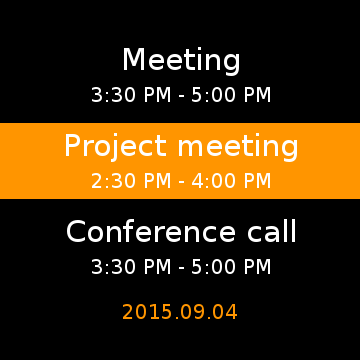 Meeting
3:30 PM - 5:00 PM
Project meeting
2:30 PM - 4:00 PM
Conference call
3:30 PM - 5:00 PM
2015.09.04